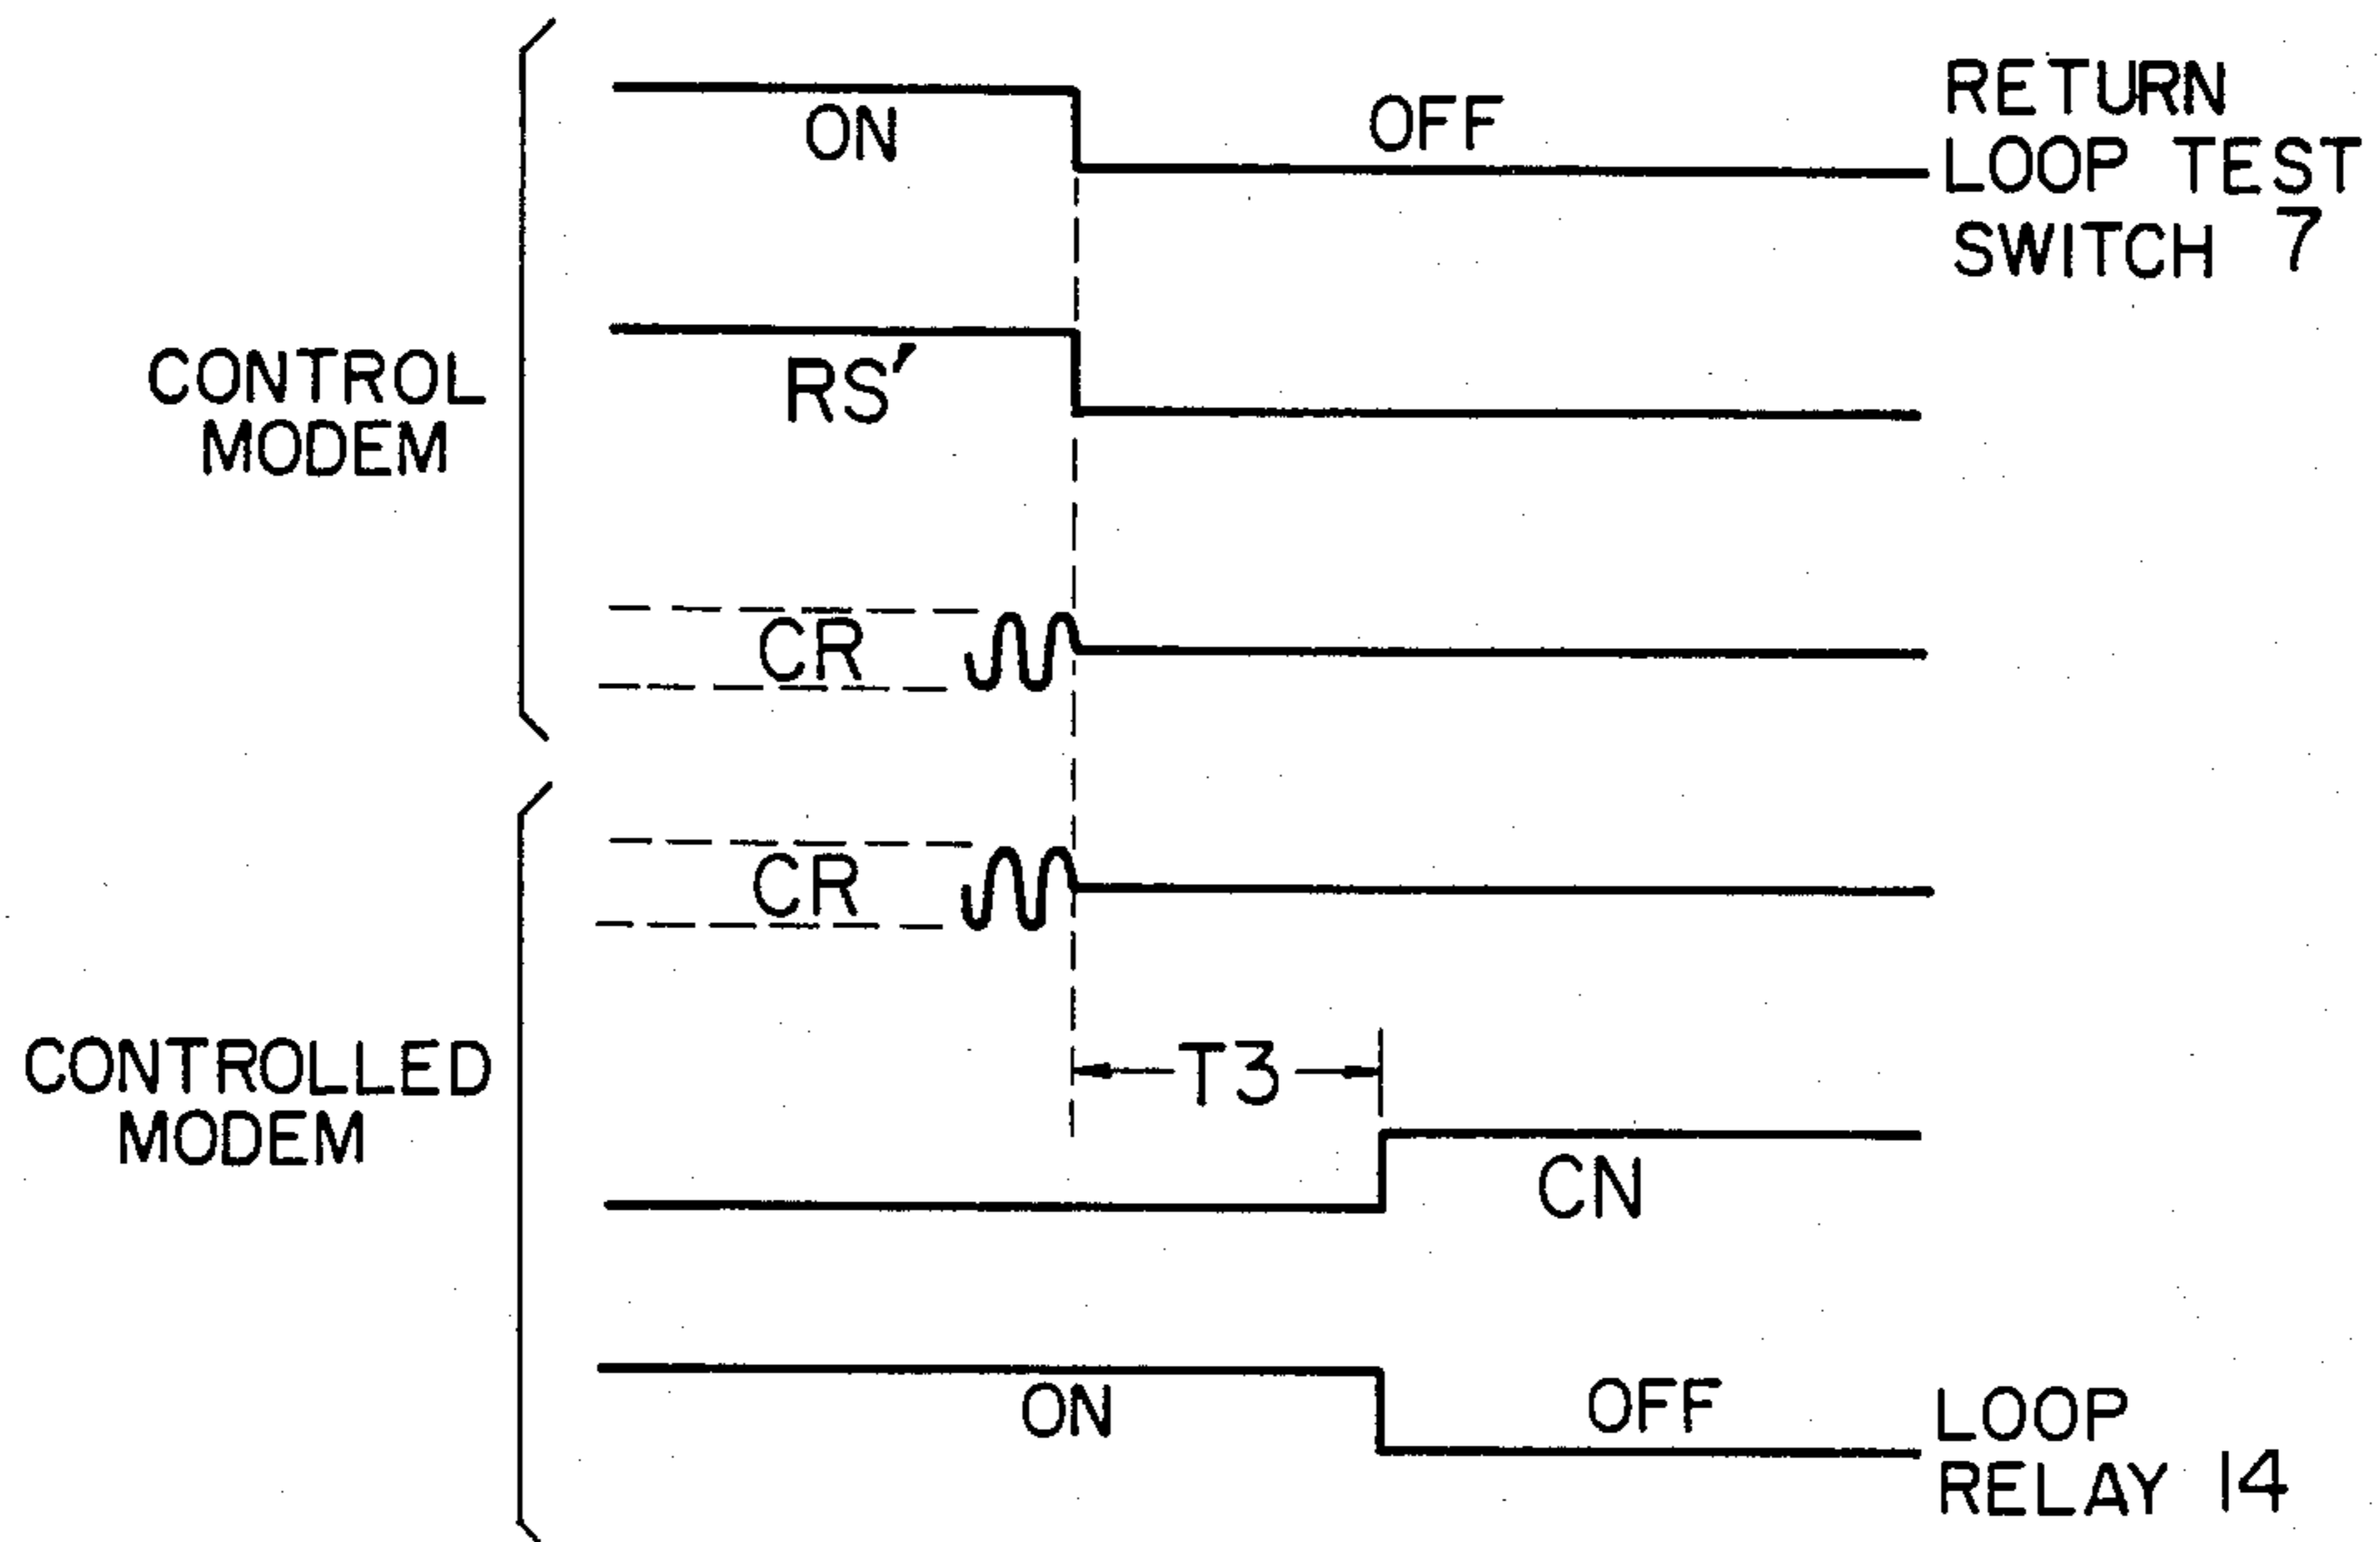 ON
OFF
RETURN
LOOP TEST
SWITCH 7
CONTROL
MODEM
RS′
CR
CR
CONTROLLED
MODEM
T3
CN
ON
OFF
LOOP
RELAY 14